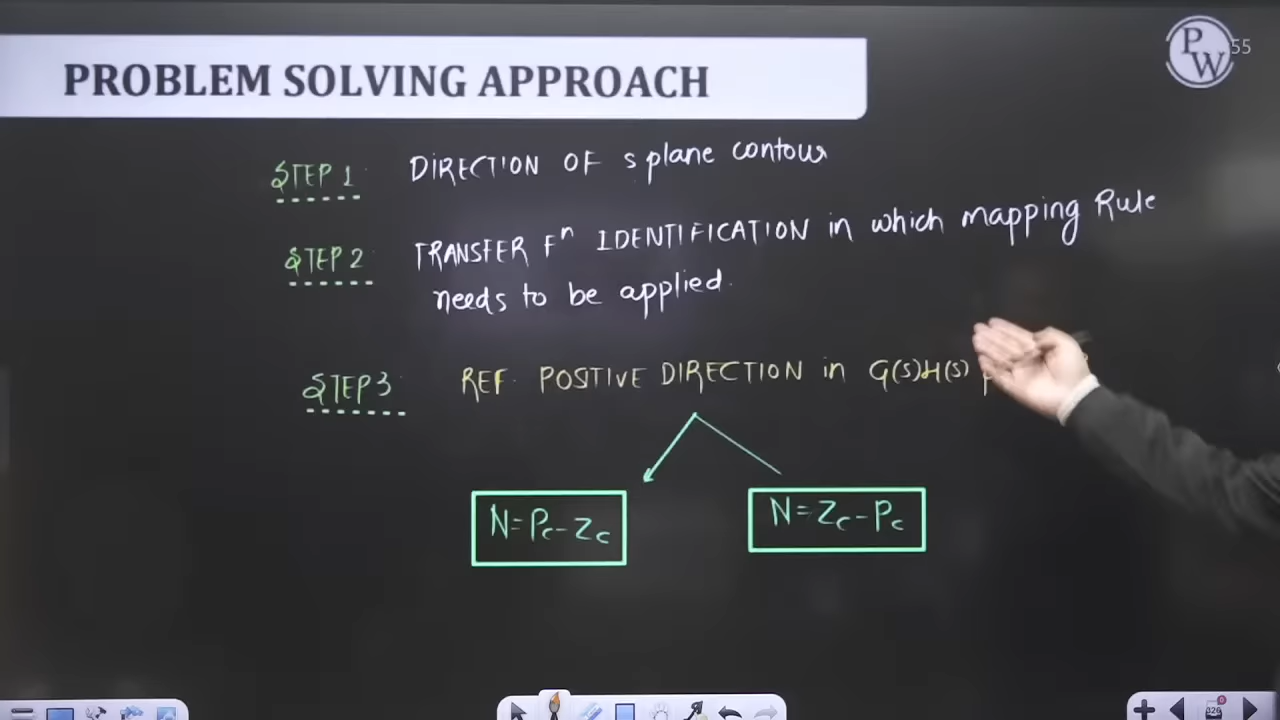 PROBLEM SOLVING APPROACH
PW 55
STEP 1 DIRECTION OF s plane contour
STEP 2 TRANSFER Fⁿ IDENTIFICATION in which mapping Rule
needs to be applied.
STEP 3 REF. POSTIVE DIRECTION in G(s)H(s)
N=Pc-Zc N=Zc-Pc